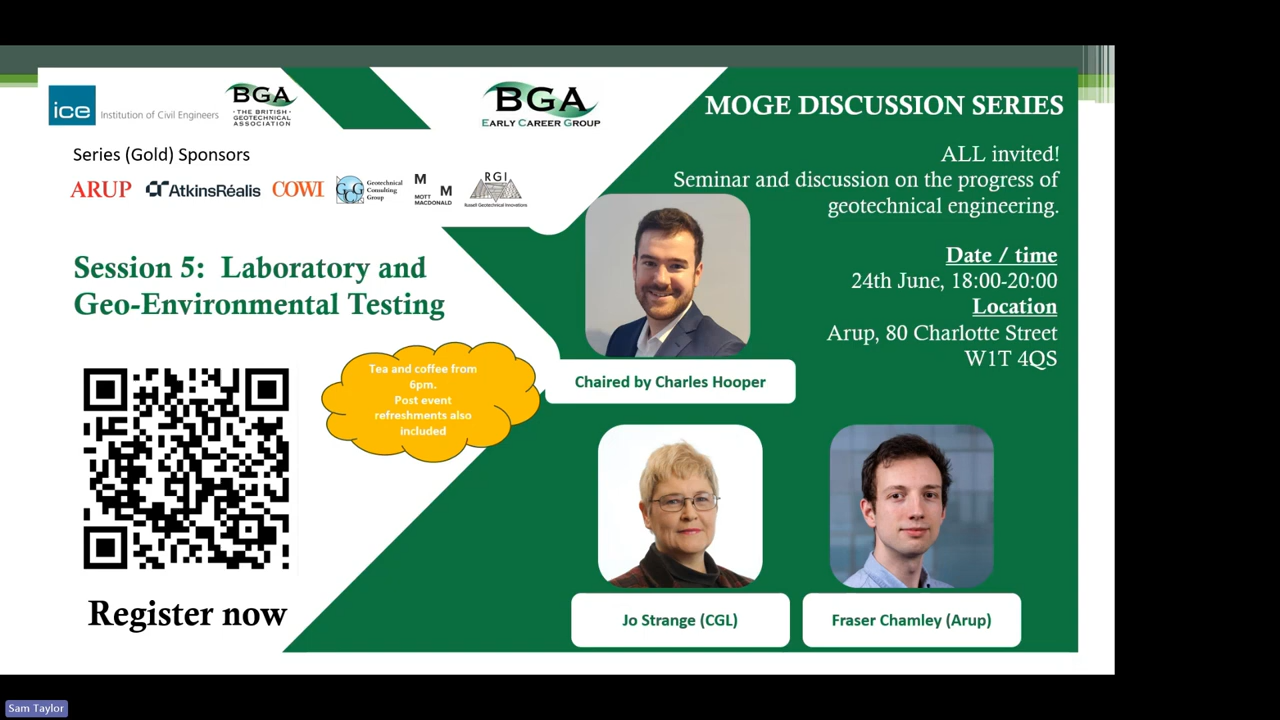 ice
Institution of Civil Engineers
BGA
· THE BRITISH ·
GEOTECHNICAL
ASSOCIATION
BGA
EARLY CAREER GROUP
MOGE DISCUSSION SERIES
ALL invited!
Seminar and discussion on the progress of
geotechnical engineering.
Series (Gold) Sponsors
ARUP
AtkinsRéalis
COWI
GCG
Geotechnical
Consulting
Group
M
M
MOTT
MACDONALD
RGI
Russell Geotechnical Innovations
Date / time
24th June, 18:00-20:00
Location
Arup, 80 Charlotte Street
W1T 4QS
Session 5: Laboratory and
Geo-Environmental Testing
Tea and coffee from
6pm.
Post event
refreshments also
included
Chaired by Charles Hooper
Register now
Jo Strange (CGL)
Fraser Chamley (Arup)
Sam Taylor